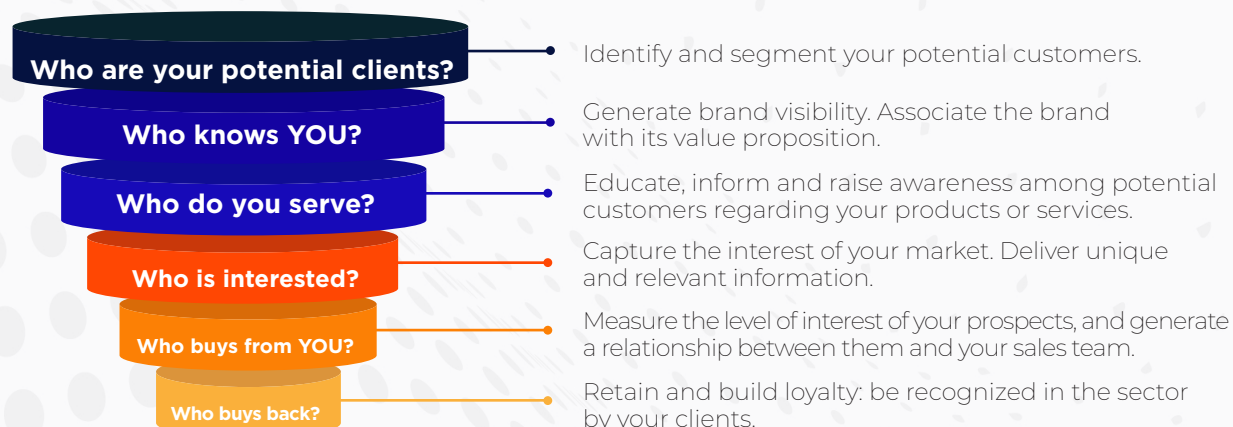 Who are your potential clients?
Identify and segment your potential customers.
Who knows YOU?
Generate brand visibility. Associate the brand
with its value proposition.
Who do you serve?
Educate, inform and raise awareness among potential
customers regarding your products or services.
Who is interested?
Capture the interest of your market. Deliver unique
and relevant information.
Who buys from YOU?
Measure the level of interest of your prospects, and generate
a relationship between them and your sales team.
Who buys back?
Retain and build loyalty: be recognized in the sector
by your clients.